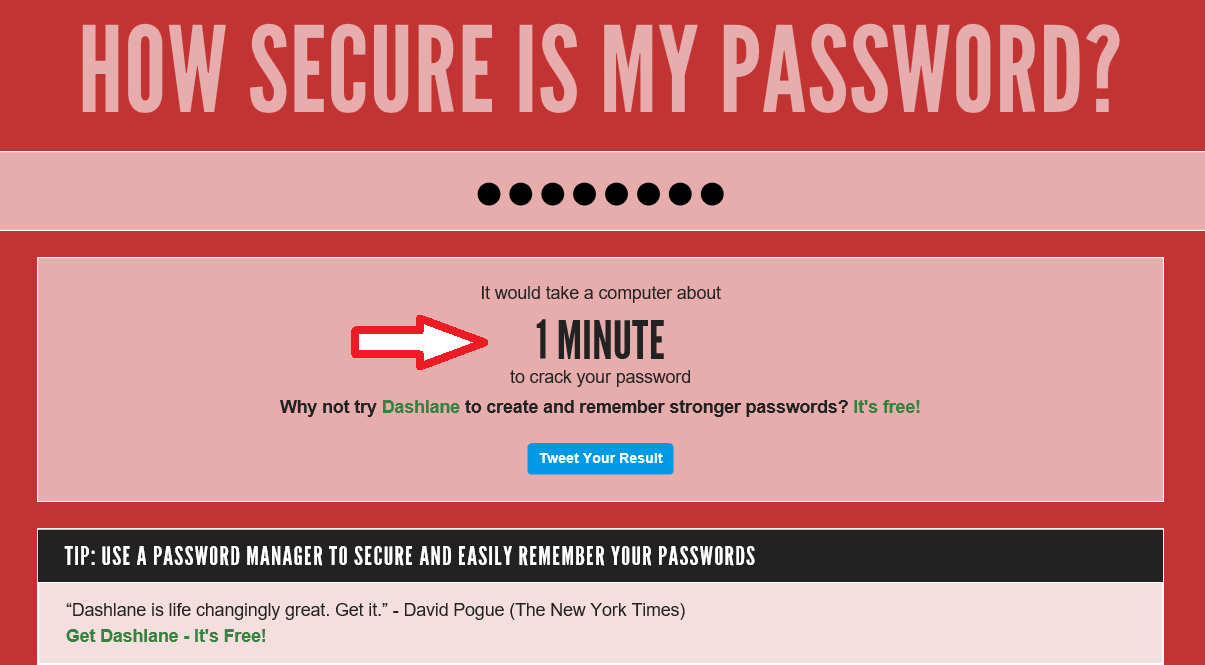 HOW SECURE IS MY PASSWORD?
It would take a computer about
1 MINUTE
to crack your password
Why not try Dashlane to create and remember stronger passwords? It's free!
Tweet Your Result
TIP: USE A PASSWORD MANAGER TO SECURE AND EASILY REMEMBER YOUR PASSWORDS
“Dashlane is life changingly great. Get it.” - David Pogue (The New York Times)
Get Dashlane - It's Free!